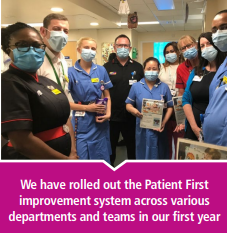 We have rolled out the Patient First
improvement system across various
departments and teams in our first year